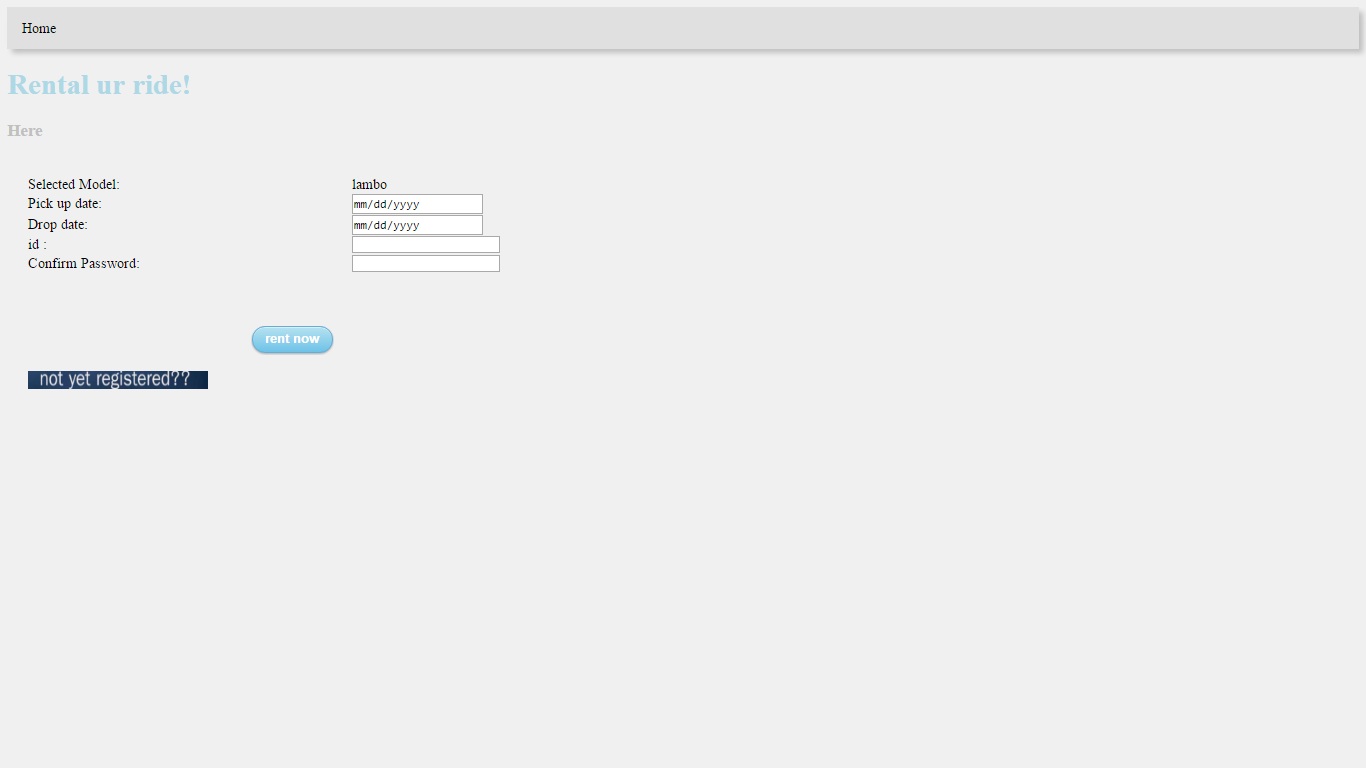 Home
Rental ur ride!
Here
Selected Model: lambo
Pick up date: mm/dd/yyyy
Drop date: mm/dd/yyyy
id :
Confirm Password:
rent now
not yet registered??